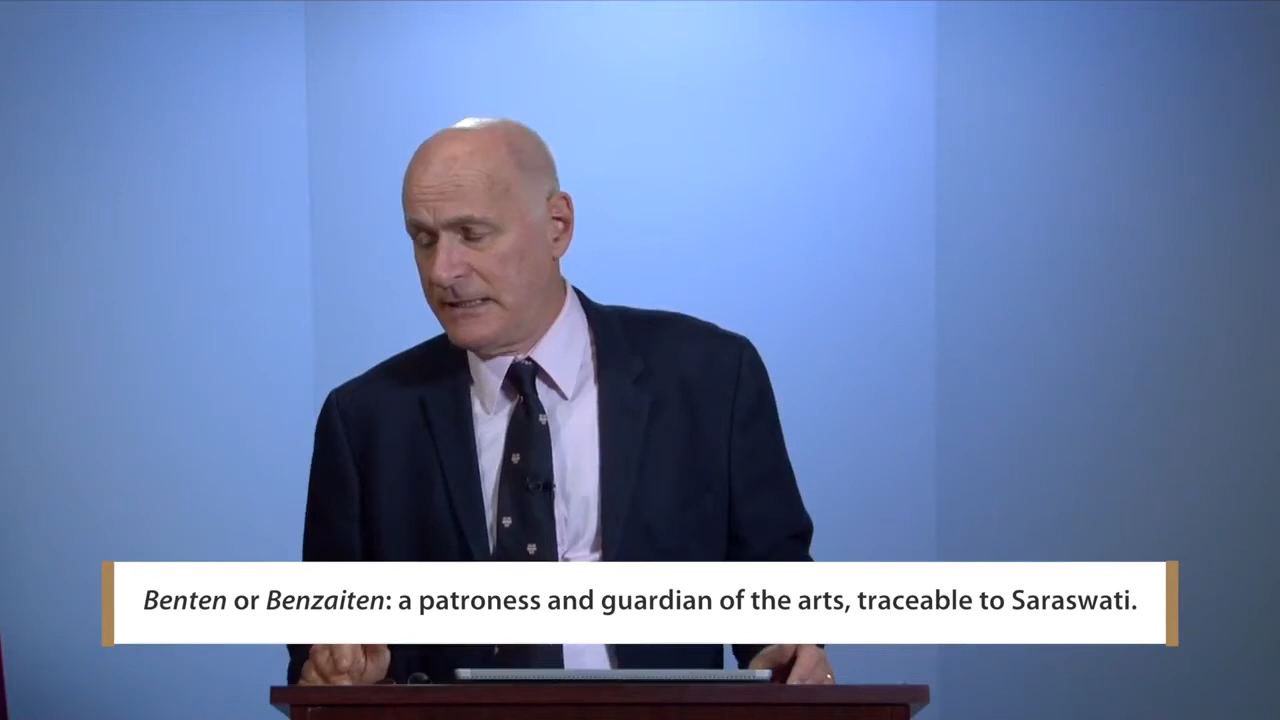 Benten or Benzaiten: a patroness and guardian of the arts, traceable to Saraswati.